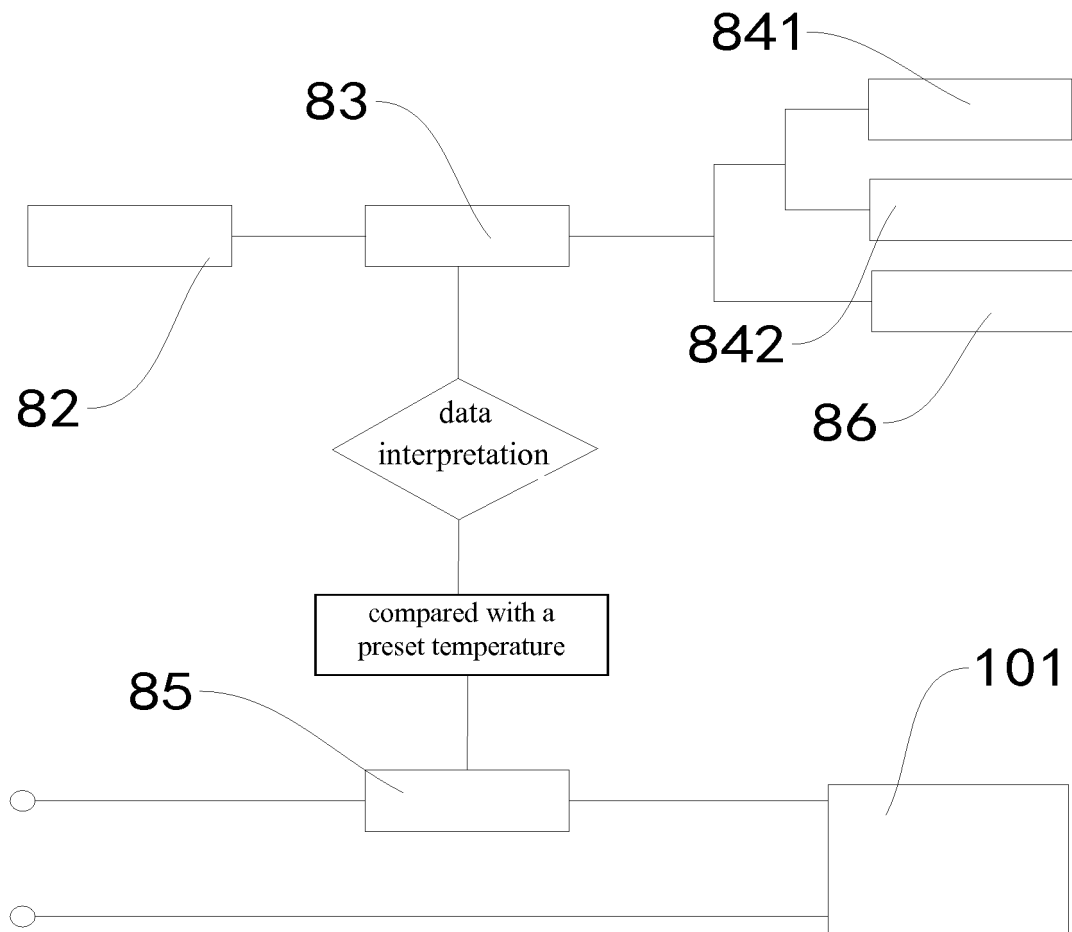 841
83
842
82
86
data
interpretation
compared with a
preset temperature
101
85